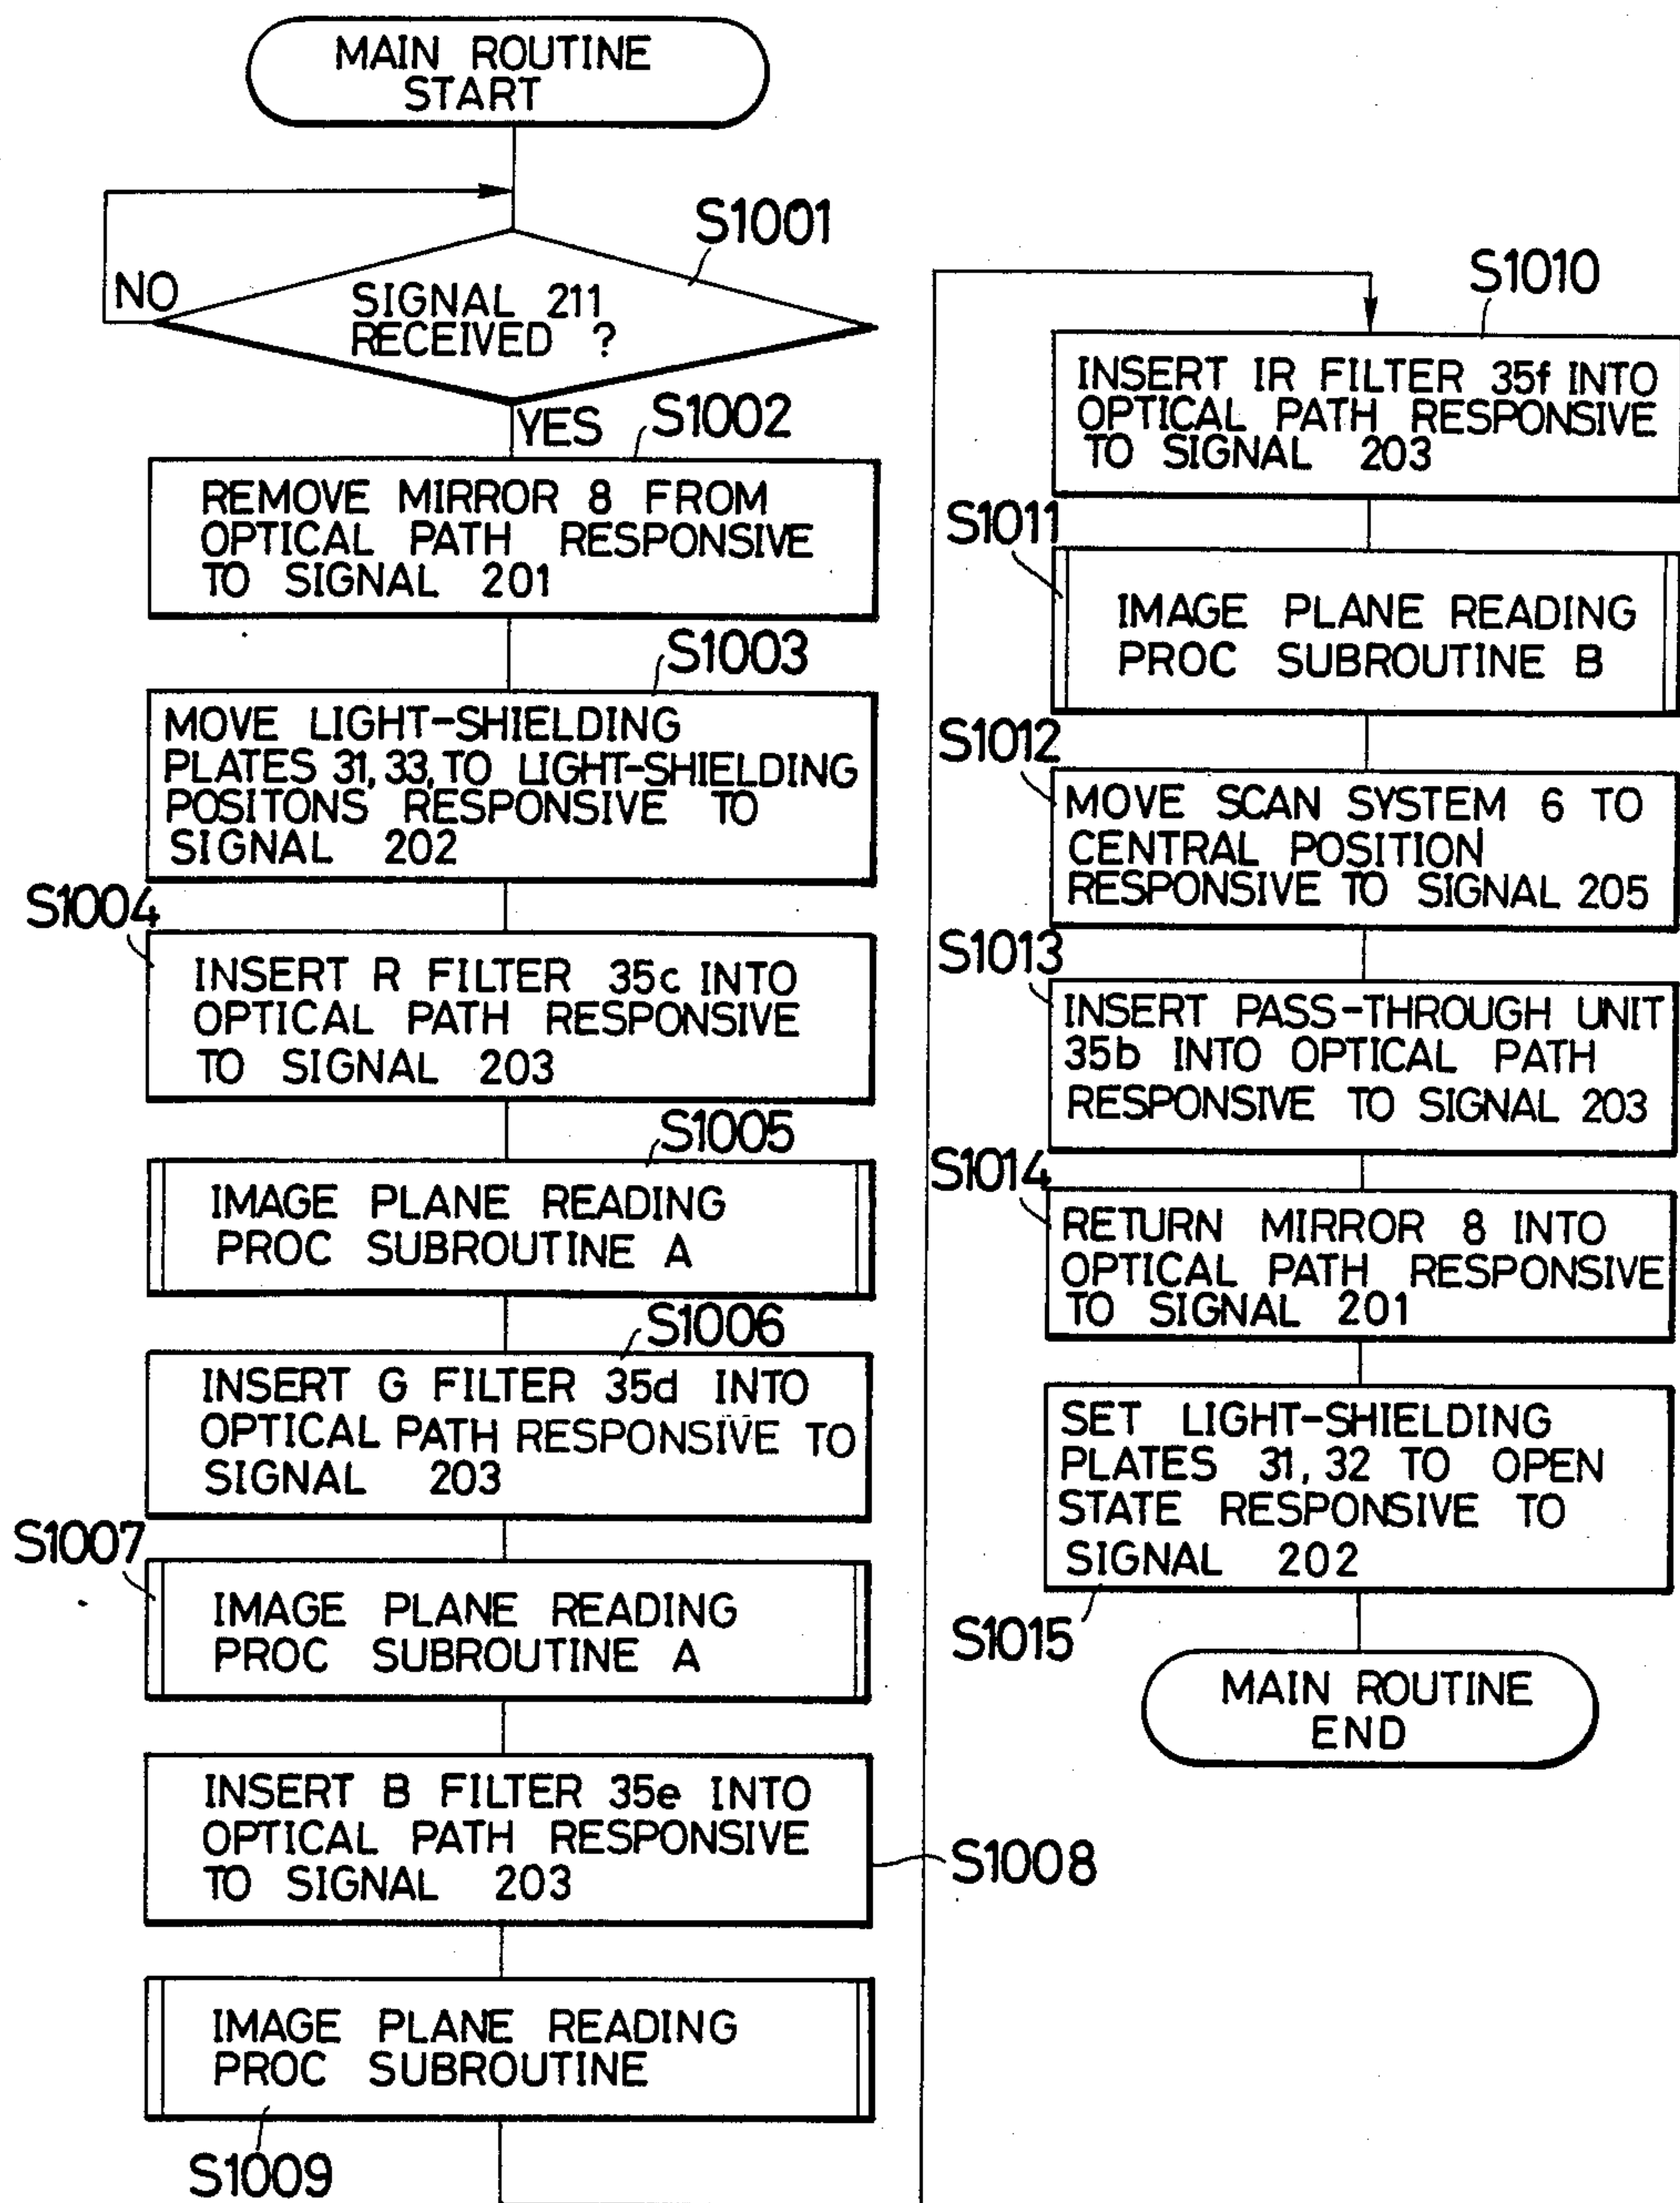 MAIN ROUTINE
START
S1001
NO
SIGNAL 211
RECEIVED ?
YES
S1002
REMOVE MIRROR 8 FROM
OPTICAL PATH RESPONSIVE
TO SIGNAL 201
S1003
MOVE LIGHT-SHIELDING
PLATES 31, 33, TO LIGHT-SHIELDING
POSITONS RESPONSIVE TO
SIGNAL 202
S1004
INSERT R FILTER 35c INTO
OPTICAL PATH RESPONSIVE
TO SIGNAL 203
S1005
IMAGE PLANE READING
PROC SUBROUTINE A
S1006
INSERT G FILTER 35d INTO
OPTICAL PATH RESPONSIVE TO
SIGNAL 203
S1007
IMAGE PLANE READING
PROC SUBROUTINE A
INSERT B FILTER 35e INTO
OPTICAL PATH RESPONSIVE
TO SIGNAL 203
S1008
IMAGE PLANE READING
PROC SUBROUTINE
S1009
S1010
INSERT IR FILTER 35f INTO
OPTICAL PATH RESPONSIVE
TO SIGNAL 203
S1011
IMAGE PLANE READING
PROC SUBROUTINE B
S1012
MOVE SCAN SYSTEM 6 TO
CENTRAL POSITION
RESPONSIVE TO SIGNAL 205
S1013
INSERT PASS-THROUGH UNIT
35b INTO OPTICAL PATH
RESPONSIVE TO SIGNAL 203
S1014
RETURN MIRROR 8 INTO
OPTICAL PATH RESPONSIVE
TO SIGNAL 201
SET LIGHT-SHIELDING
PLATES 31, 32 TO OPEN
STATE RESPONSIVE TO
SIGNAL 202
S1015
MAIN ROUTINE
END